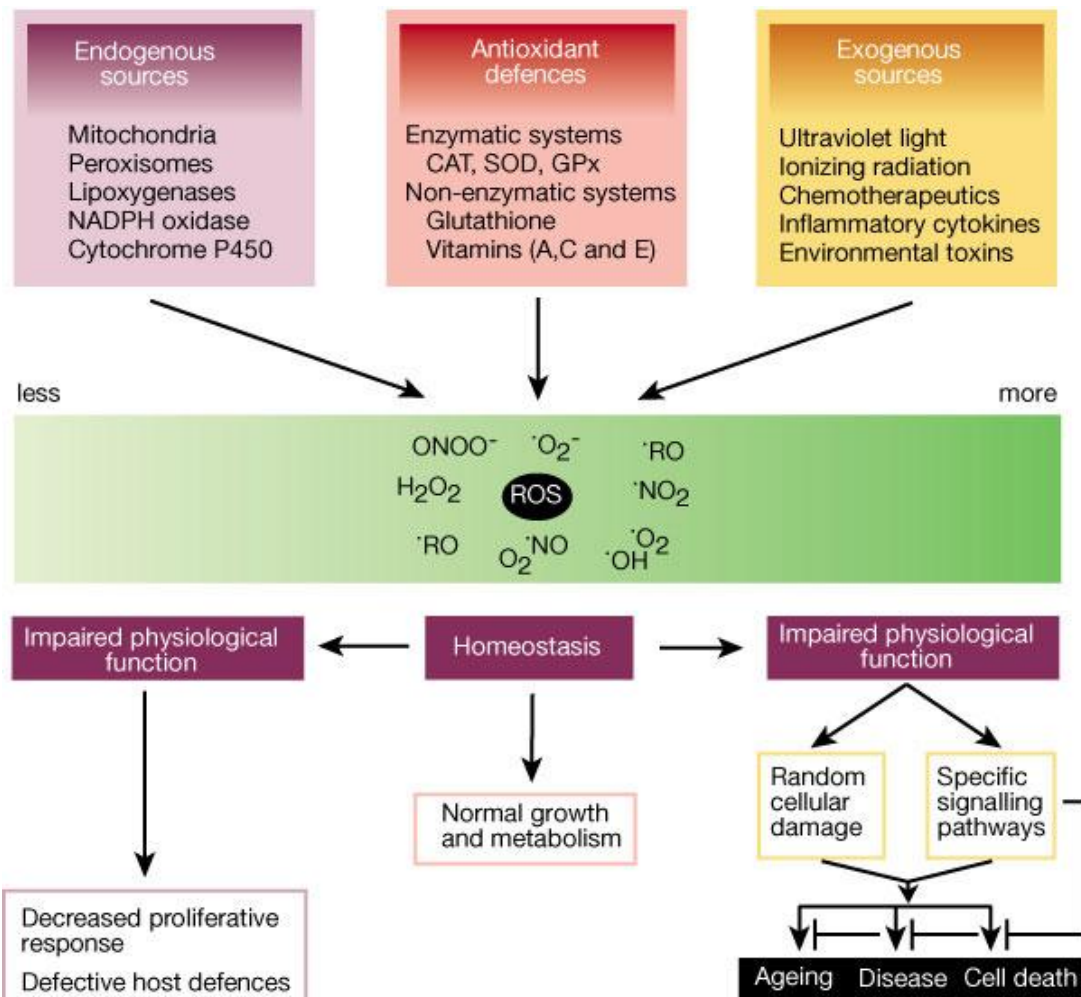 Endogenous
sources
Mitochondria
Peroxisomes
Lipoxygenases
NADPH oxidase
Cytochrome P450
Antioxidant
defences
Enzymatic systems
CAT, SOD, GPx
Non-enzymatic systems
Glutathione
Vitamins (A,C and E)
Exogenous
sources
Ultraviolet light
Ionizing radiation
Chemotherapeutics
Inflammatory cytokines
Environmental toxins
less
more
ONOO⁻ ˙O₂⁻ ˙RO
H₂O₂ ROS ˙NO₂
˙RO O₂˙NO ˙OH ˙O₂
Impaired physiological
function
Homeostasis
Impaired physiological
function
Normal growth
and metabolism
Random
cellular
damage
Specific
signalling
pathways
Decreased proliferative
response
Defective host defences
Ageing Disease Cell death